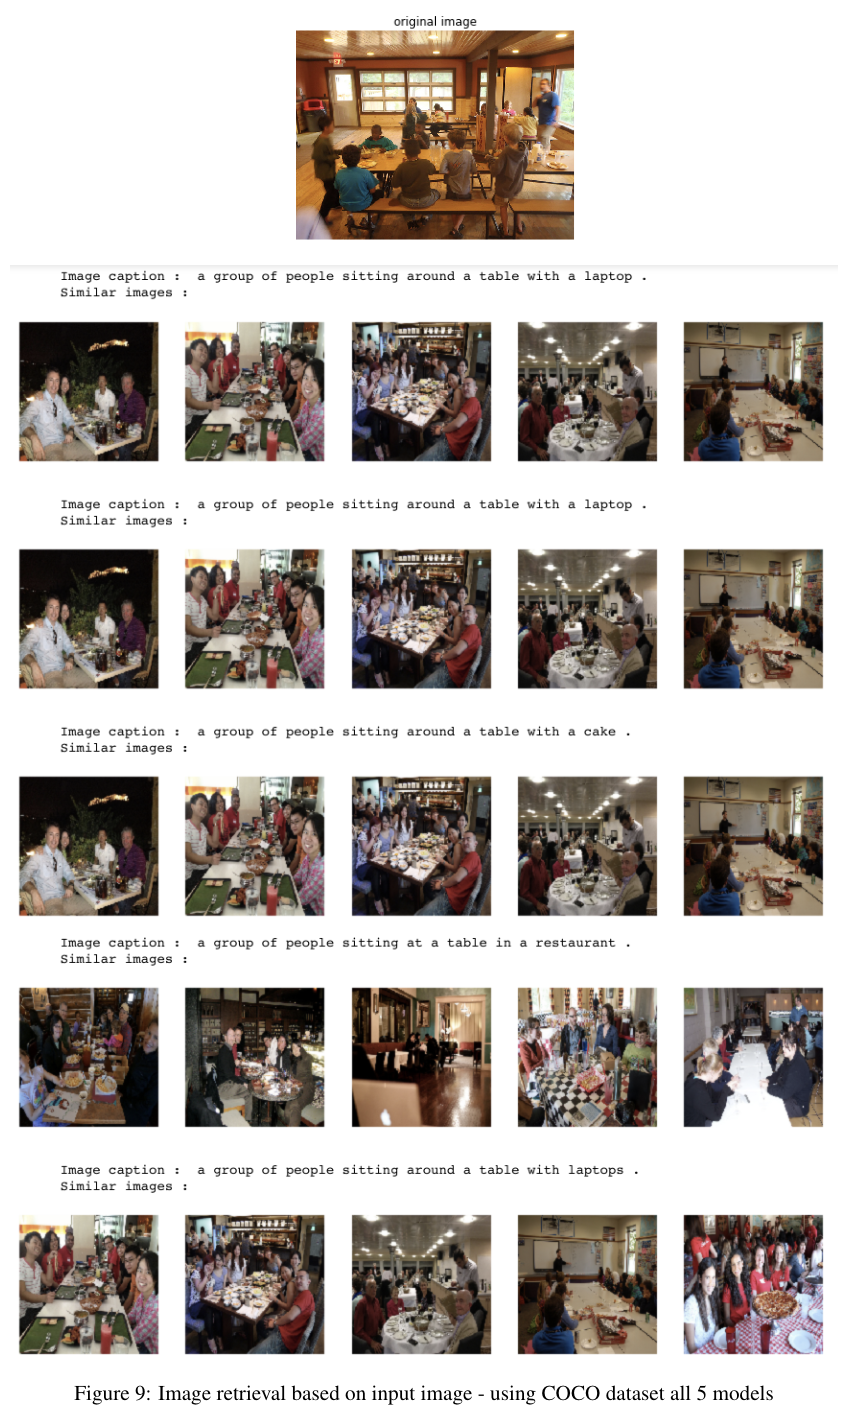 original image
Image caption :  a group of people sitting around a table with a laptop .
Similar images :
Image caption :  a group of people sitting around a table with a laptop .
Similar images :
Image caption :  a group of people sitting around a table with a cake .
Similar images :
Image caption :  a group of people sitting at a table in a restaurant .
Similar images :
Image caption :  a group of people sitting around a table with laptops .
Similar images :
Figure 9: Image retrieval based on input image - using COCO dataset all 5 models